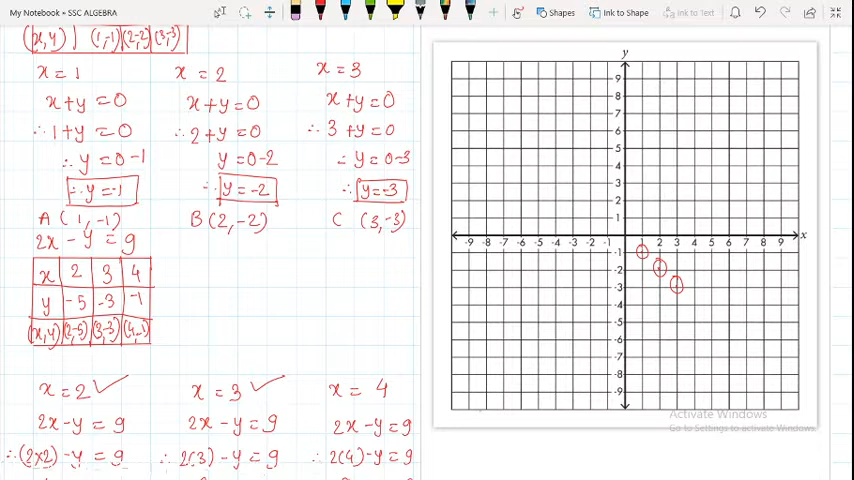 My Notebook » SSC ALGEBRA
Shapes
Ink to Shape
Ink to Text
(x,y) (1,-1) (2,-2) (3,-3)
x = 1 x = 2 x = 3
x+y = 0 x+y = 0 x+y = 0
∴ 1+y = 0 ∴ 2+y = 0 ∴ 3+y = 0
∴ y = 0-1 y = 0-2 = y = 0-3
∴ y = -1 ∴ y = -2 ∴ y = -3
A (1, -1) B (2, -2) C (3, -3)
2x - y = 9
x 2 3 4
y -5 -3 -1
(x,y) (2,-5) (3,-3) (4,-1)
x = 2 ✓ x = 3 ✓ x = 4
2x - y = 9 2x - y = 9 2x - y = 9
∴ (2×2) - y = 9 ∴ 2(3) - y = 9 ∴ 2(4) - y = 9
y
9
8
7
6
5
4
3
2
1
-9 -8 -7 -6 -5 -4 -3 -2 -1 2 3 4 5 6 7 8 9 x
-1
-2
-3
-4
-5
-6
-7
-8
-9
Activate Windows
Go to Settings to activate Windows.